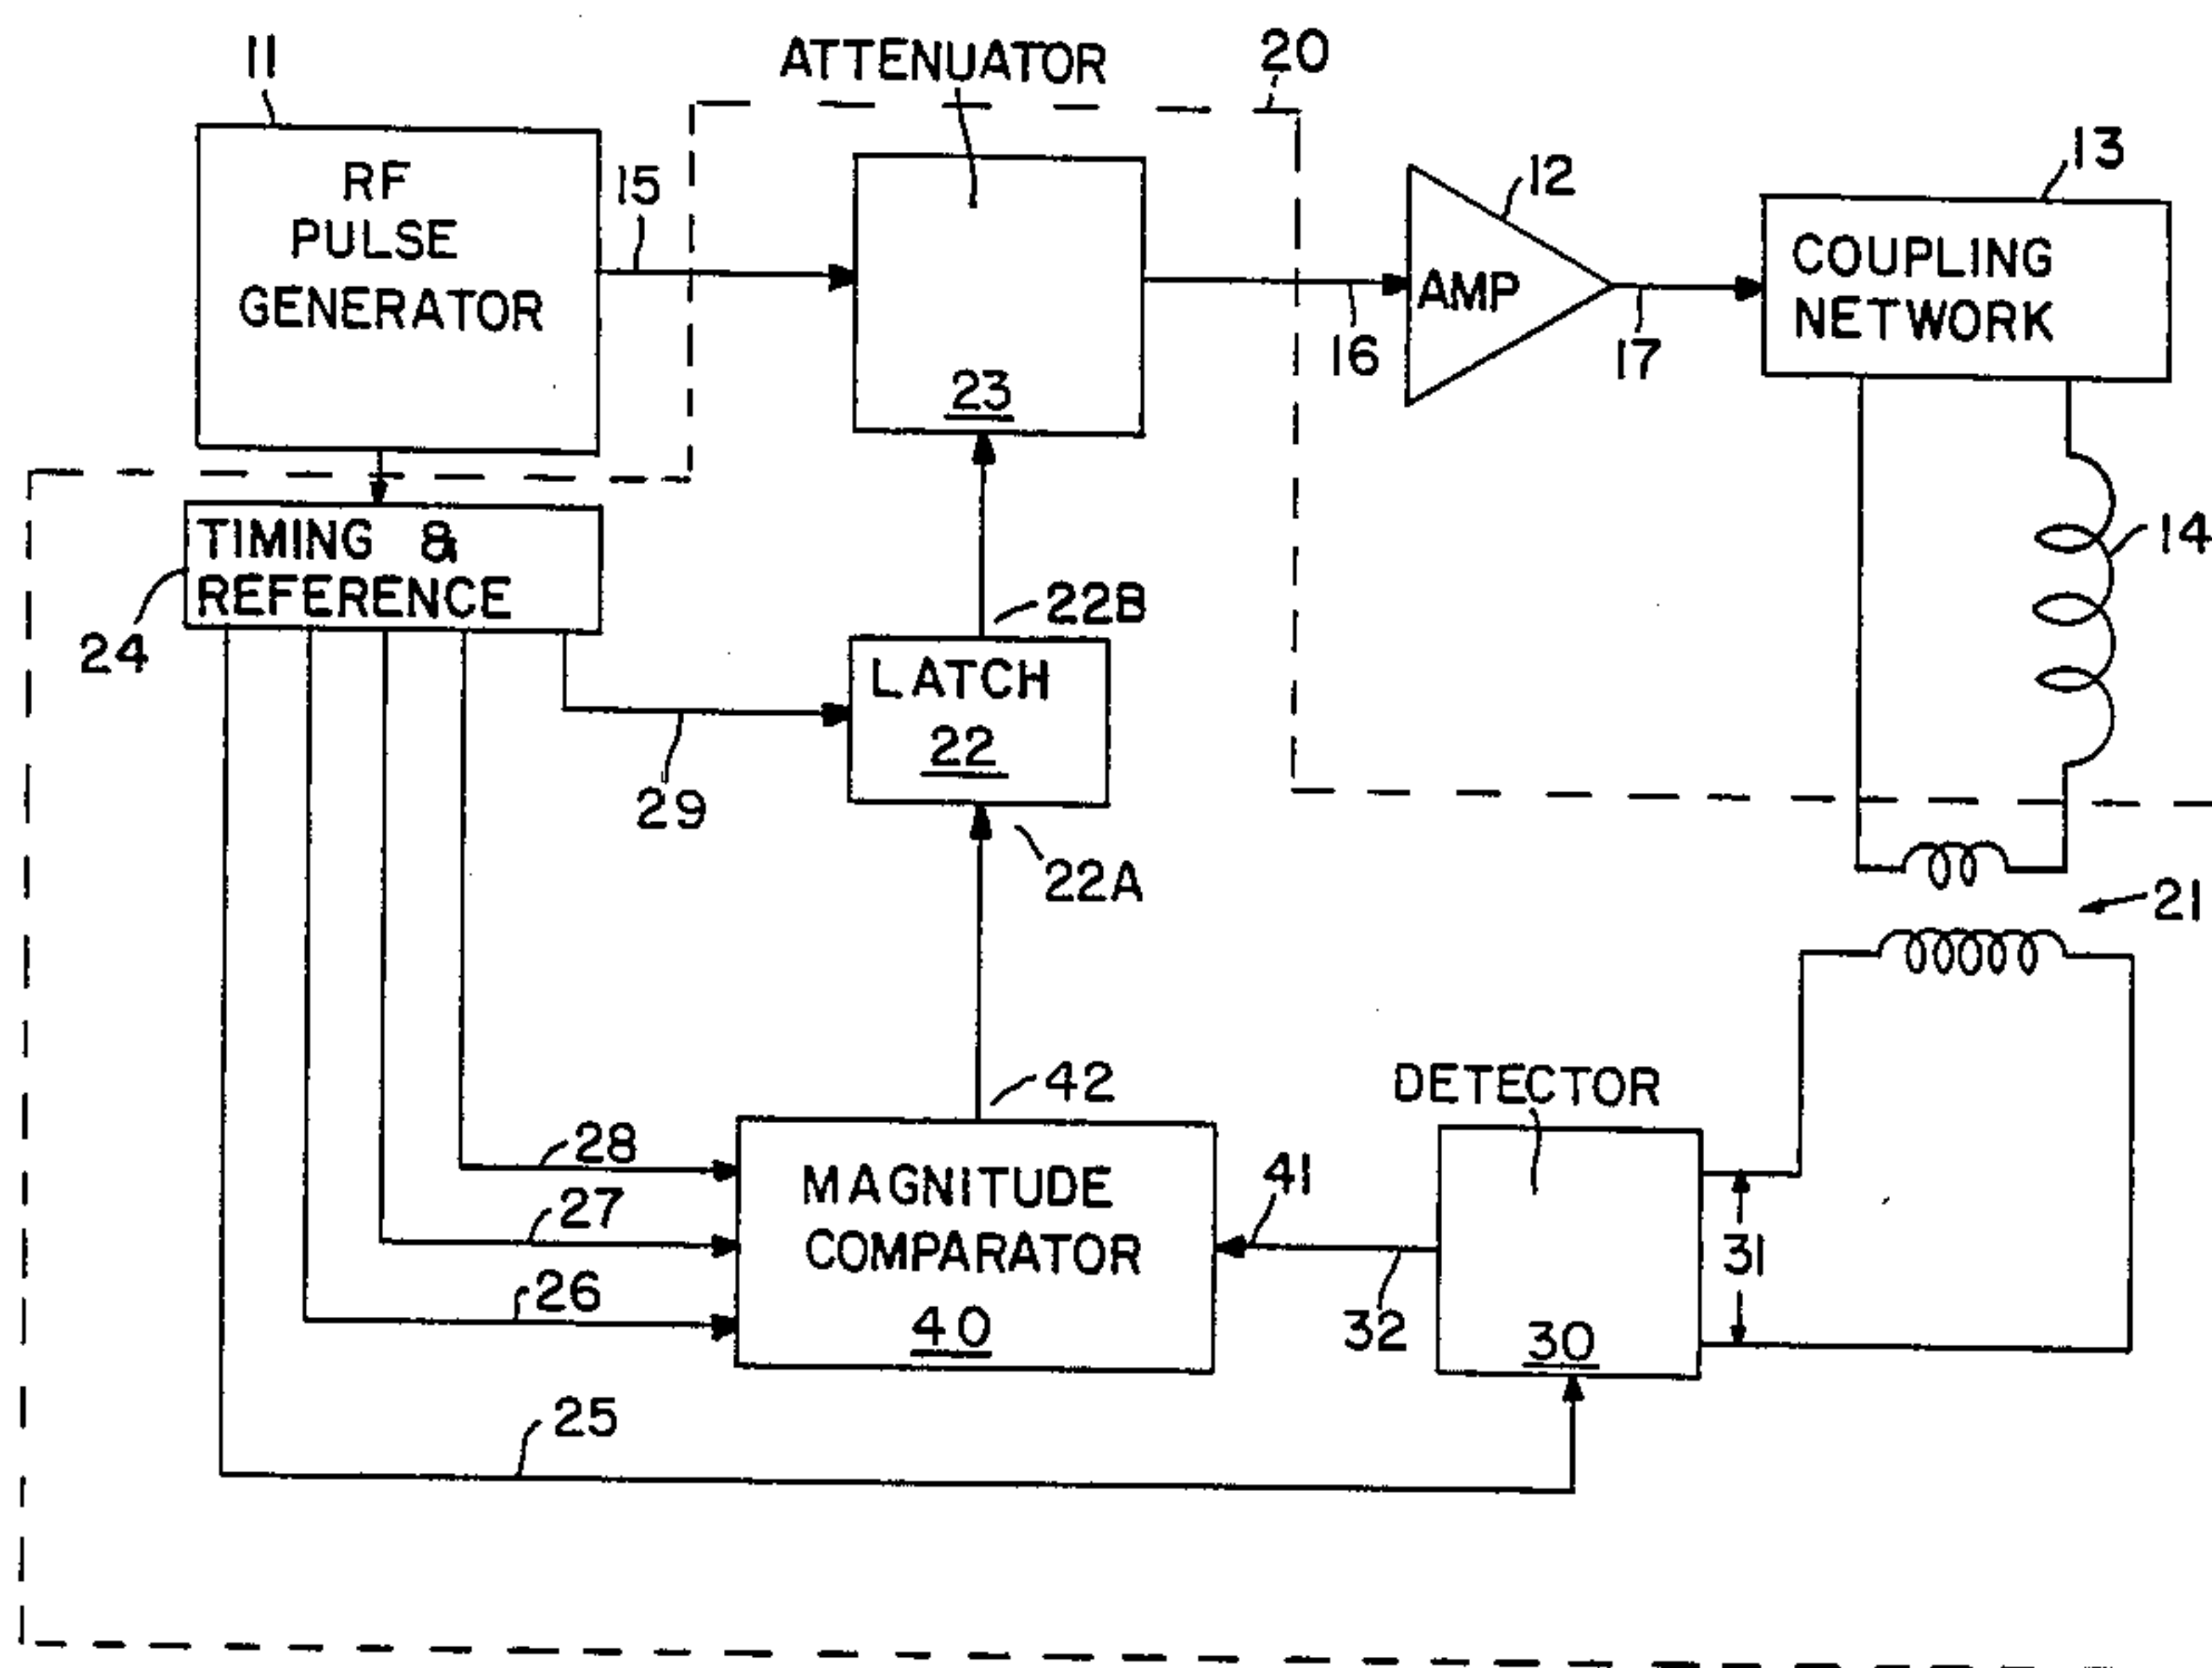 11
ATTENUATOR
20
RF
PULSE
GENERATOR
15
23
16
AMP
12
17
13
COUPLING
NETWORK
14
TIMING &
REFERENCE
24
22B
LATCH
22
29
22A
21
42
DETECTOR
28
27
26
MAGNITUDE
COMPARATOR
40
41
32
31
30
25